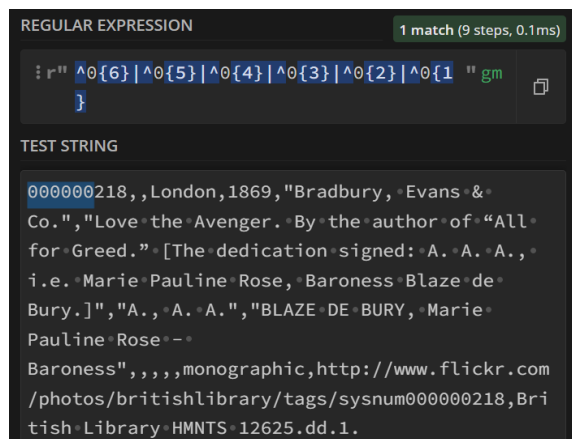 REGULAR EXPRESSION
1 match (9 steps, 0.1ms)
r" ^0{6}|^0{5}|^0{4}|^0{3}|^0{2}|^0{1 " gm
}
TEST STRING
000000218,,London,1869,"Bradbury,·Evans·&·
Co.","Love·the·Avenger.·By·the·author·of·“All·
for·Greed.”·[The·dedication·signed:·A.·A.·A.,·
i.e.·Marie·Pauline·Rose,·Baroness·Blaze·de·
Bury.]","A.,·A.·A.","BLAZE·DE·BURY,·Marie·
Pauline·Rose·–·
Baroness",,,,,monographic,http://www.flickr.com
/photos/britishlibrary/tags/sysnum000000218,Bri
tish·Library·HMNTS·12625.dd.1.